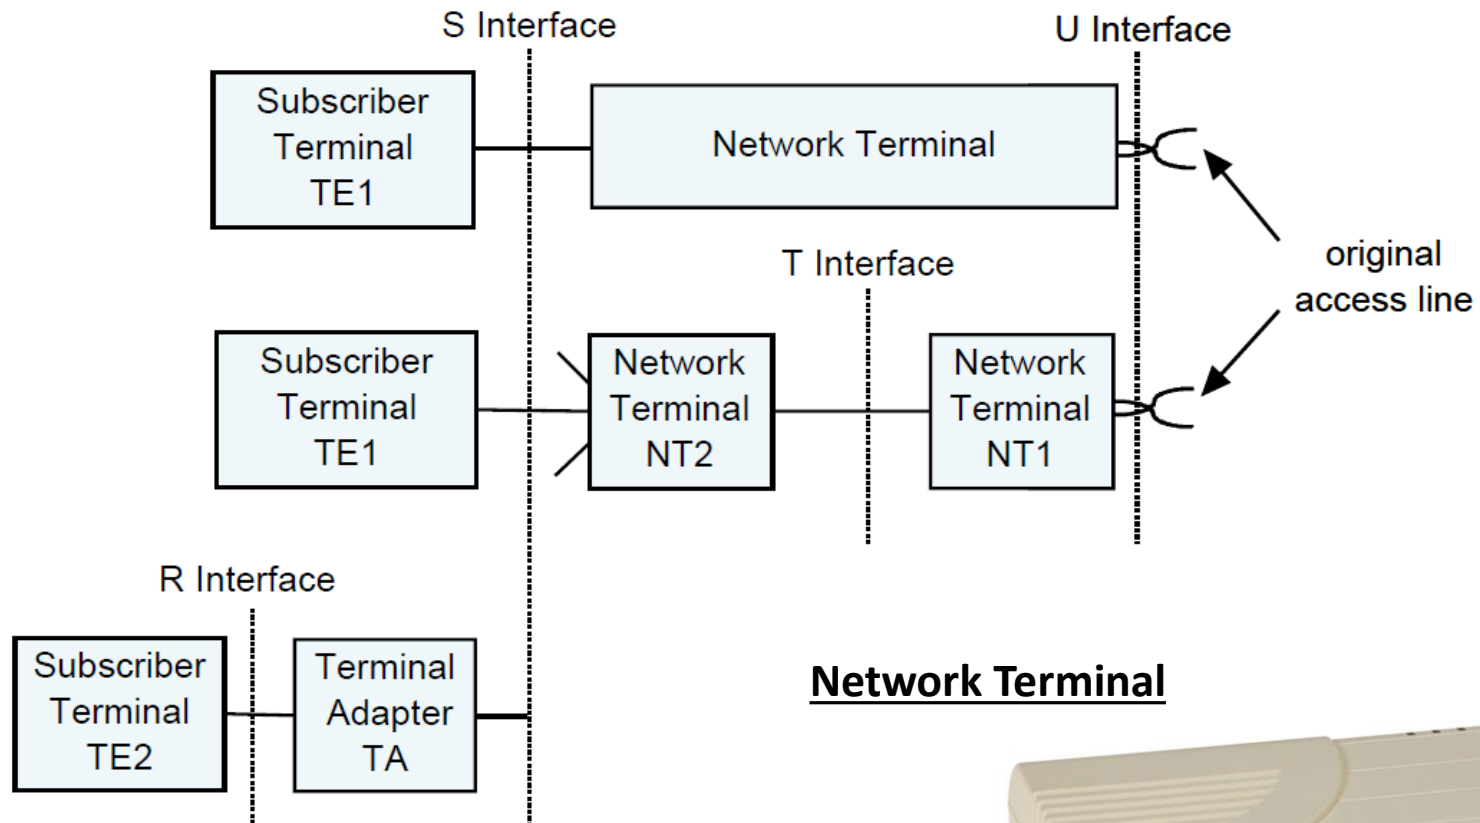 S Interface
U Interface
Subscriber
Terminal
TE1
Network Terminal
original
access line
T Interface
Subscriber
Terminal
TE1
Network
Terminal
NT2
Network
Terminal
NT1
R Interface
Subscriber
Terminal
TE2
Terminal
Adapter
TA
Network Terminal